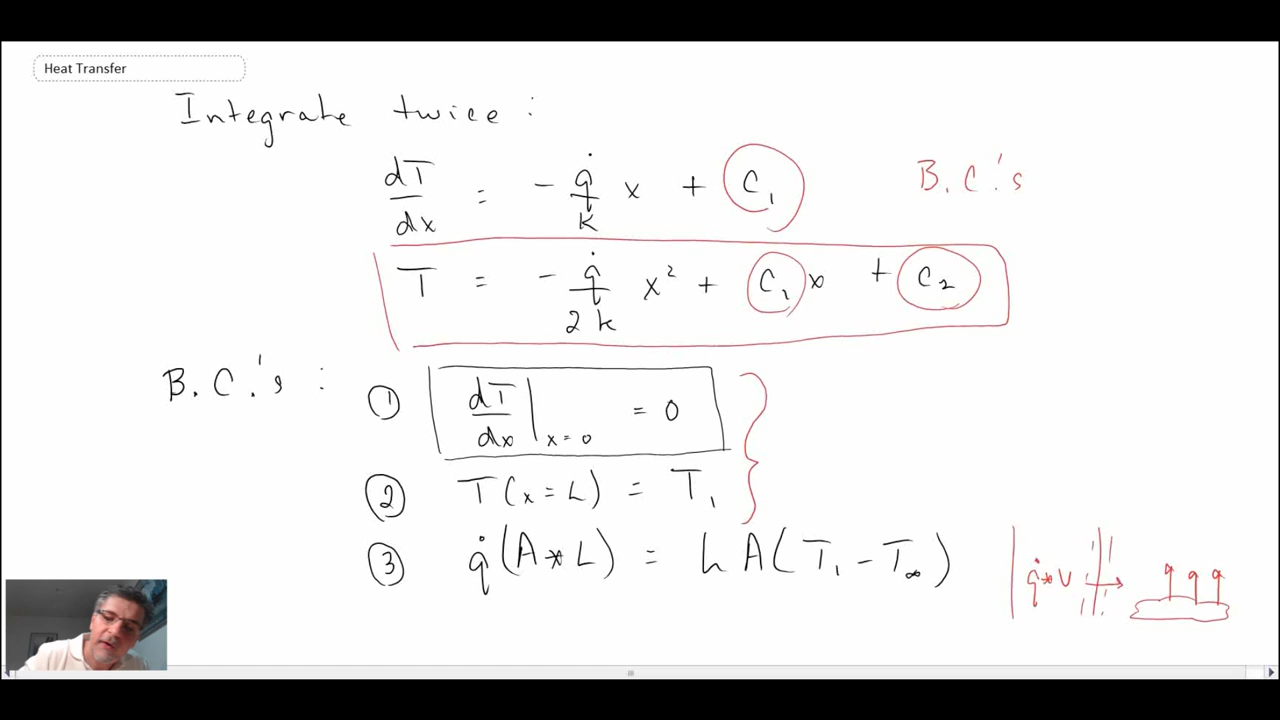 Heat Transfer
Integrate twice :
dT/dx = - q̇/k x + C₁
B.C.'s
T = - q̇/2k x² + C₁x + C₂
B.C.'s :
① dT/dx |x=0 = 0
② T(x=L) = T₁
③ q̇(A*L) = hA(T₁-T∞)
q̇*V